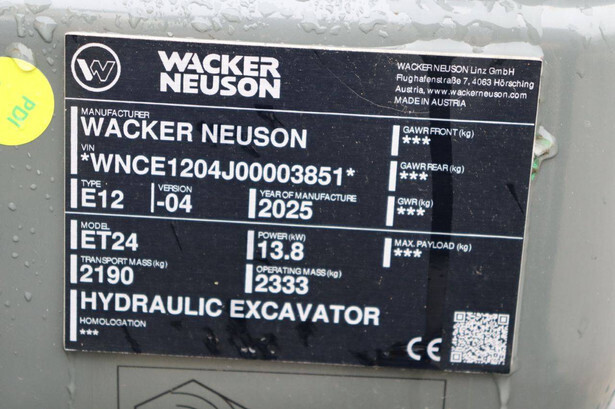 WACKER
NEUSON
WACKER NEUSON Linz GmbH
Flughafenstraße 7, 4063 Hörsching
Austria, www.wackerneuson.com
MADE IN AUSTRIA
PDI
MANUFACTURER
WACKER NEUSON
VIN
*WNCE1204J00003851*
TYPE
E12
VERSION
-04
YEAR OF MANUFACTURE
2025
GAWR FRONT (kg)
***
GAWR REAR (kg)
***
GWR (kg)
***
MODEL
ET24
POWER (kW)
13.8
MAX. PAYLOAD (kg)
***
TRANSPORT MASS (kg)
2190
OPERATING MASS (kg)
2333
HYDRAULIC EXCAVATOR
HOMOLOGATION
***
CE